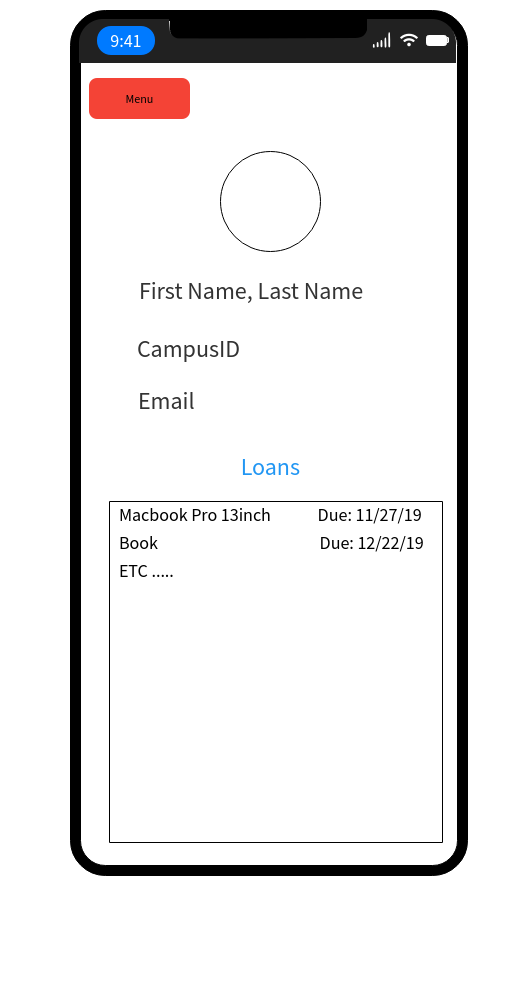 9:41
Menu
First Name, Last Name
CampusID
Email
Loans
Macbook Pro 13inch Due: 11/27/19
Book Due: 12/22/19
ETC .....